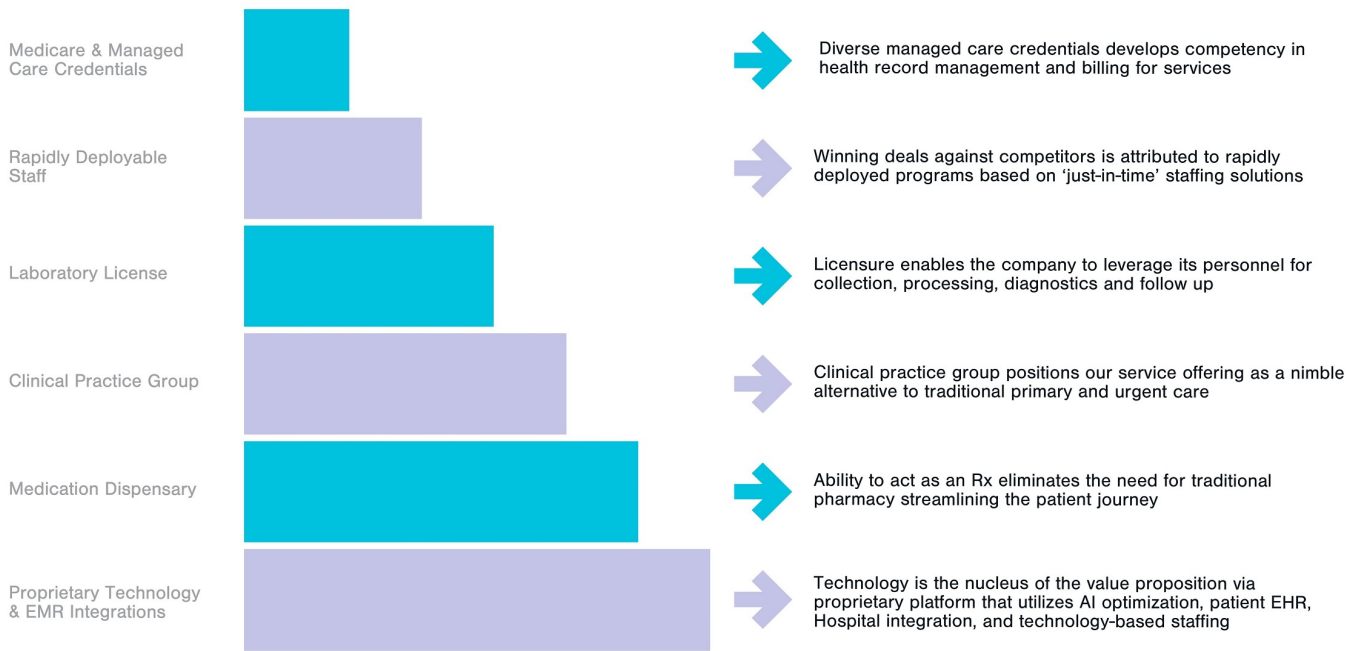 Medicare & Managed
Care Credentials
Diverse managed care credentials develops competency in
health record management and billing for services
Rapidly Deployable
Staff
Winning deals against competitors is attributed to rapidly
deployed programs based on ‘just-in-time’ staffing solutions
Laboratory License
Licensure enables the company to leverage its personnel for
collection, processing, diagnostics and follow up
Clinical Practice Group
Clinical practice group positions our service offering as a nimble
alternative to traditional primary and urgent care
Medication Dispensary
Ability to act as an Rx eliminates the need for traditional
pharmacy streamlining the patient journey
Proprietary Technology
& EMR Integrations
Technology is the nucleus of the value proposition via
proprietary platform that utilizes AI optimization, patient EHR,
Hospital integration, and technology-based staffing